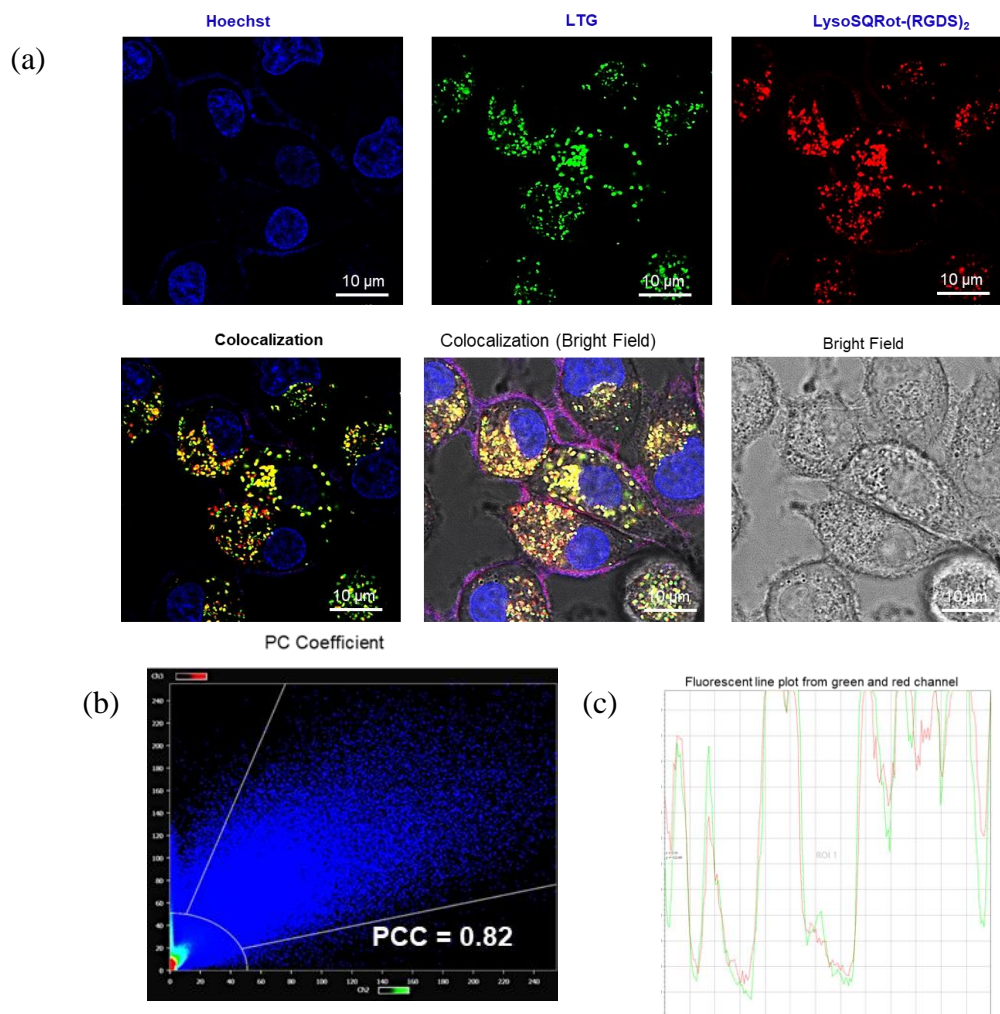 (a)
Hoechst
LTG
LysoSQRot-(RGDS)2
10 µm
10 µm
10 µm
Colocalization
Colocalization (Bright Field)
Bright Field
10 µm
10 µm
10 µm
PC Coefficient
(b)
Ch3
240
220
200
180
160
140
120
100
80
60
40
20
0
0 20 40 60 80 100 120 140 160 180 200 220 240
Ch2
PCC = 0.82
(c)
Fluorescent line plot from green and red channel
ROI 1